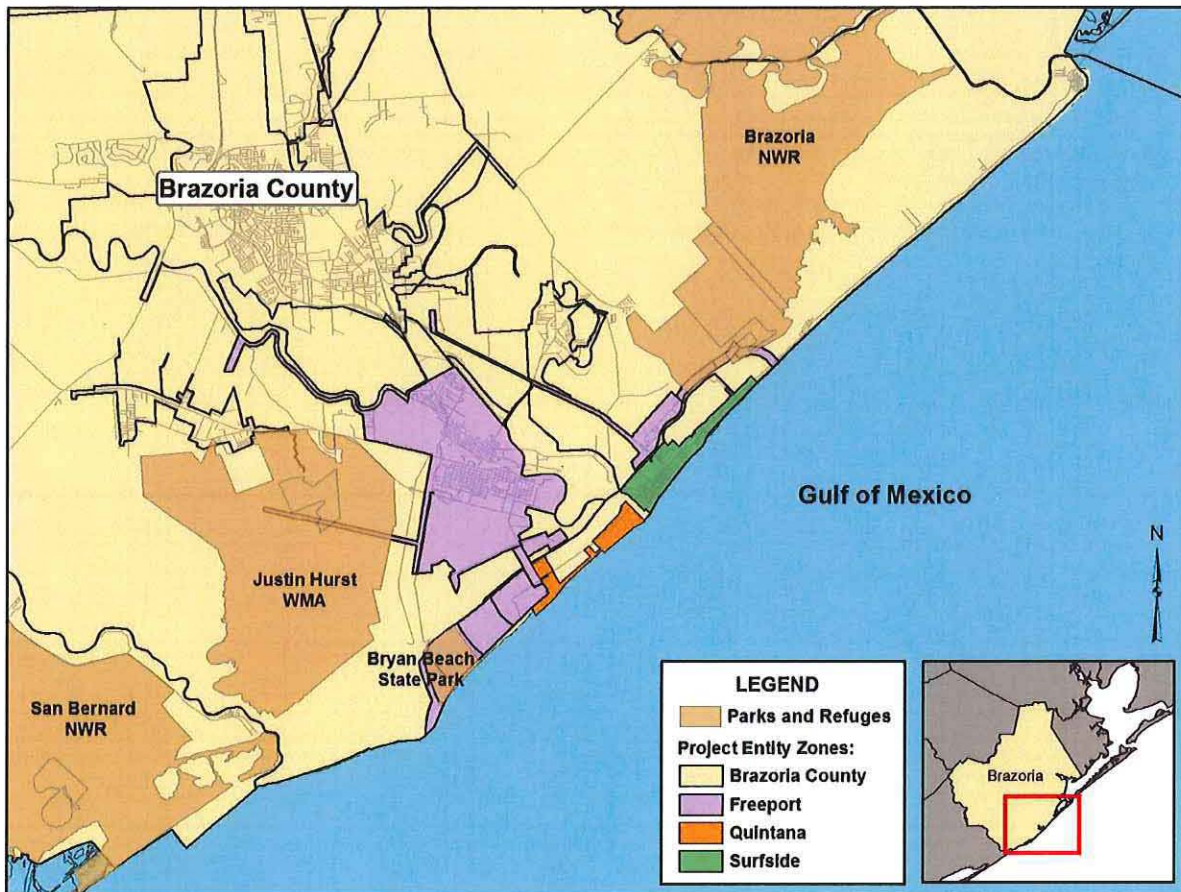 Brazoria
NWR
Brazoria County
Gulf of Mexico
N
Justin Hurst
WMA
Bryan Beach
State Park
San Bernard
NWR
LEGEND
Parks and Refuges
Project Entity Zones:
Brazoria County
Freeport
Quintana
Surfside
Brazoria